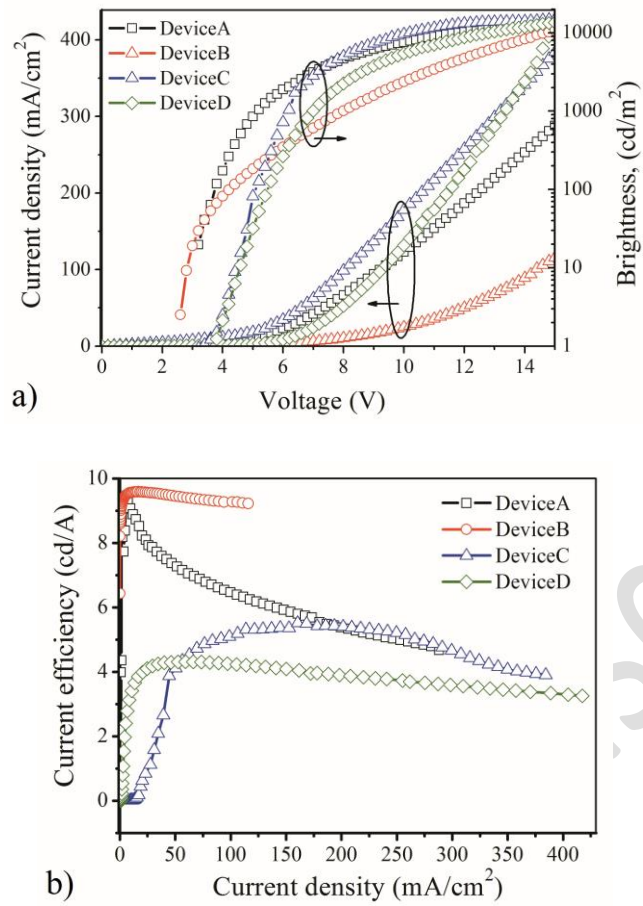 DeviceA
DeviceB
DeviceC
DeviceD
400
300
200
100
0
10000
1000
100
10
1
0 2 4 6 8 10 12 14
Current density (mA/cm²)
Brightness, (cd/m²)
Voltage (V)
a)
DeviceA
DeviceB
DeviceC
DeviceD
10
8
6
4
2
0
0 50 100 150 200 250 300 350 400
Current efficiency (cd/A)
Current density (mA/cm²)
b)